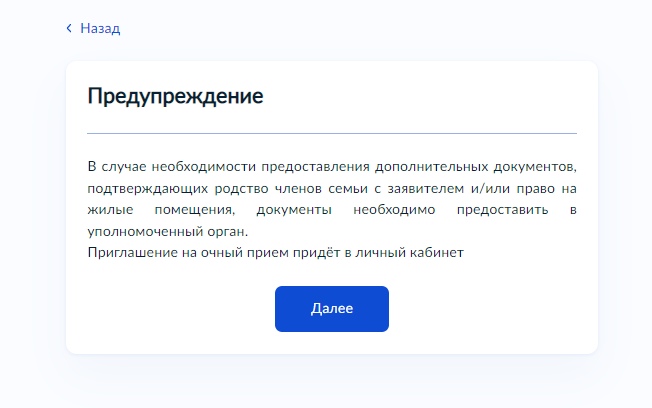 Назад
Предупреждение
В случае необходимости предоставления дополнительных документов,
подтверждающих родство членов семьи с заявителем и/или право на
жилые помещения, документы необходимо предоставить в
уполномоченный орган.
Приглашение на очный прием придёт в личный кабинет
Далее